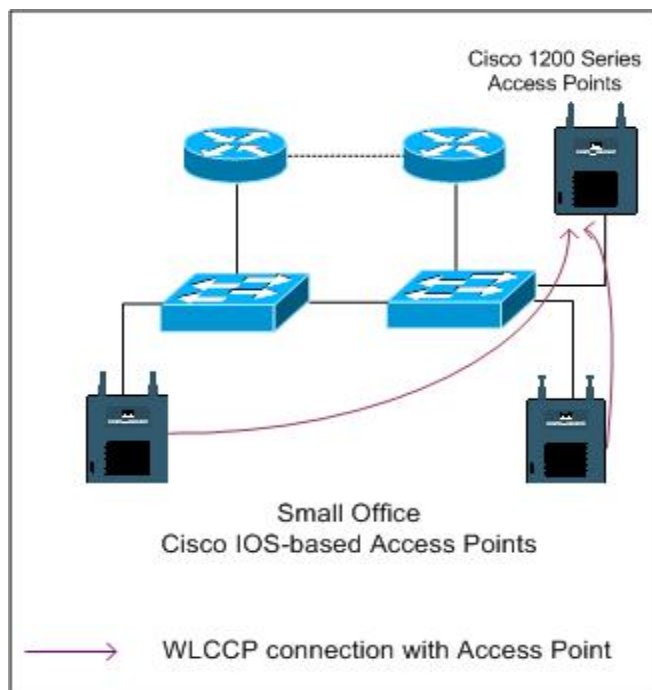 Cisco 1200 Series
Access Points
Small Office
Cisco IOS-based Access Points
WLCCP connection with Access Point